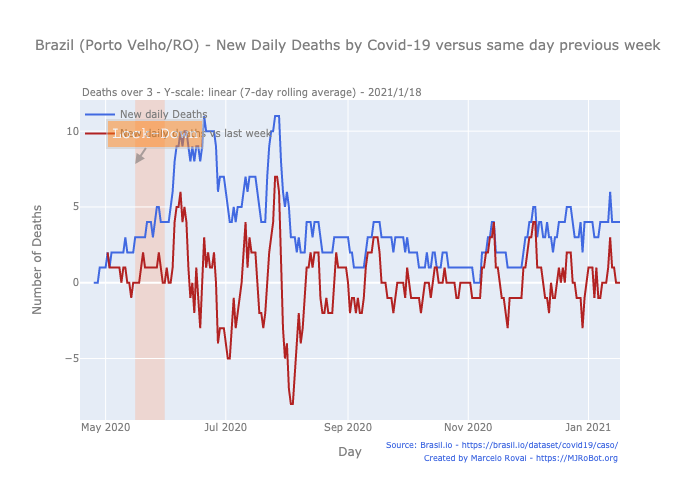 Brazil (Porto Velho/RO) - New Daily Deaths by Covid-19 versus same day previous week
Deaths over 3 - Y-scale: linear (7-day rolling average) - 2021/1/18
New daily Deaths
Lock Down
vs last week
10
5
0
−5
Number of Deaths
May 2020
Jul 2020
Sep 2020
Nov 2020
Jan 2021
Day
Source: Brasil.io - https://brasil.io/dataset/covid19/caso/
Created by Marcelo Rovai - https://MJRoBot.org